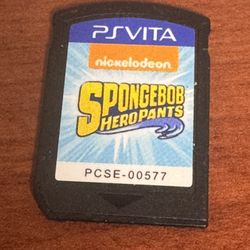 PSVITA
nickelodeon
SPONGEBOB
HEROPANTS
PCSE-00577